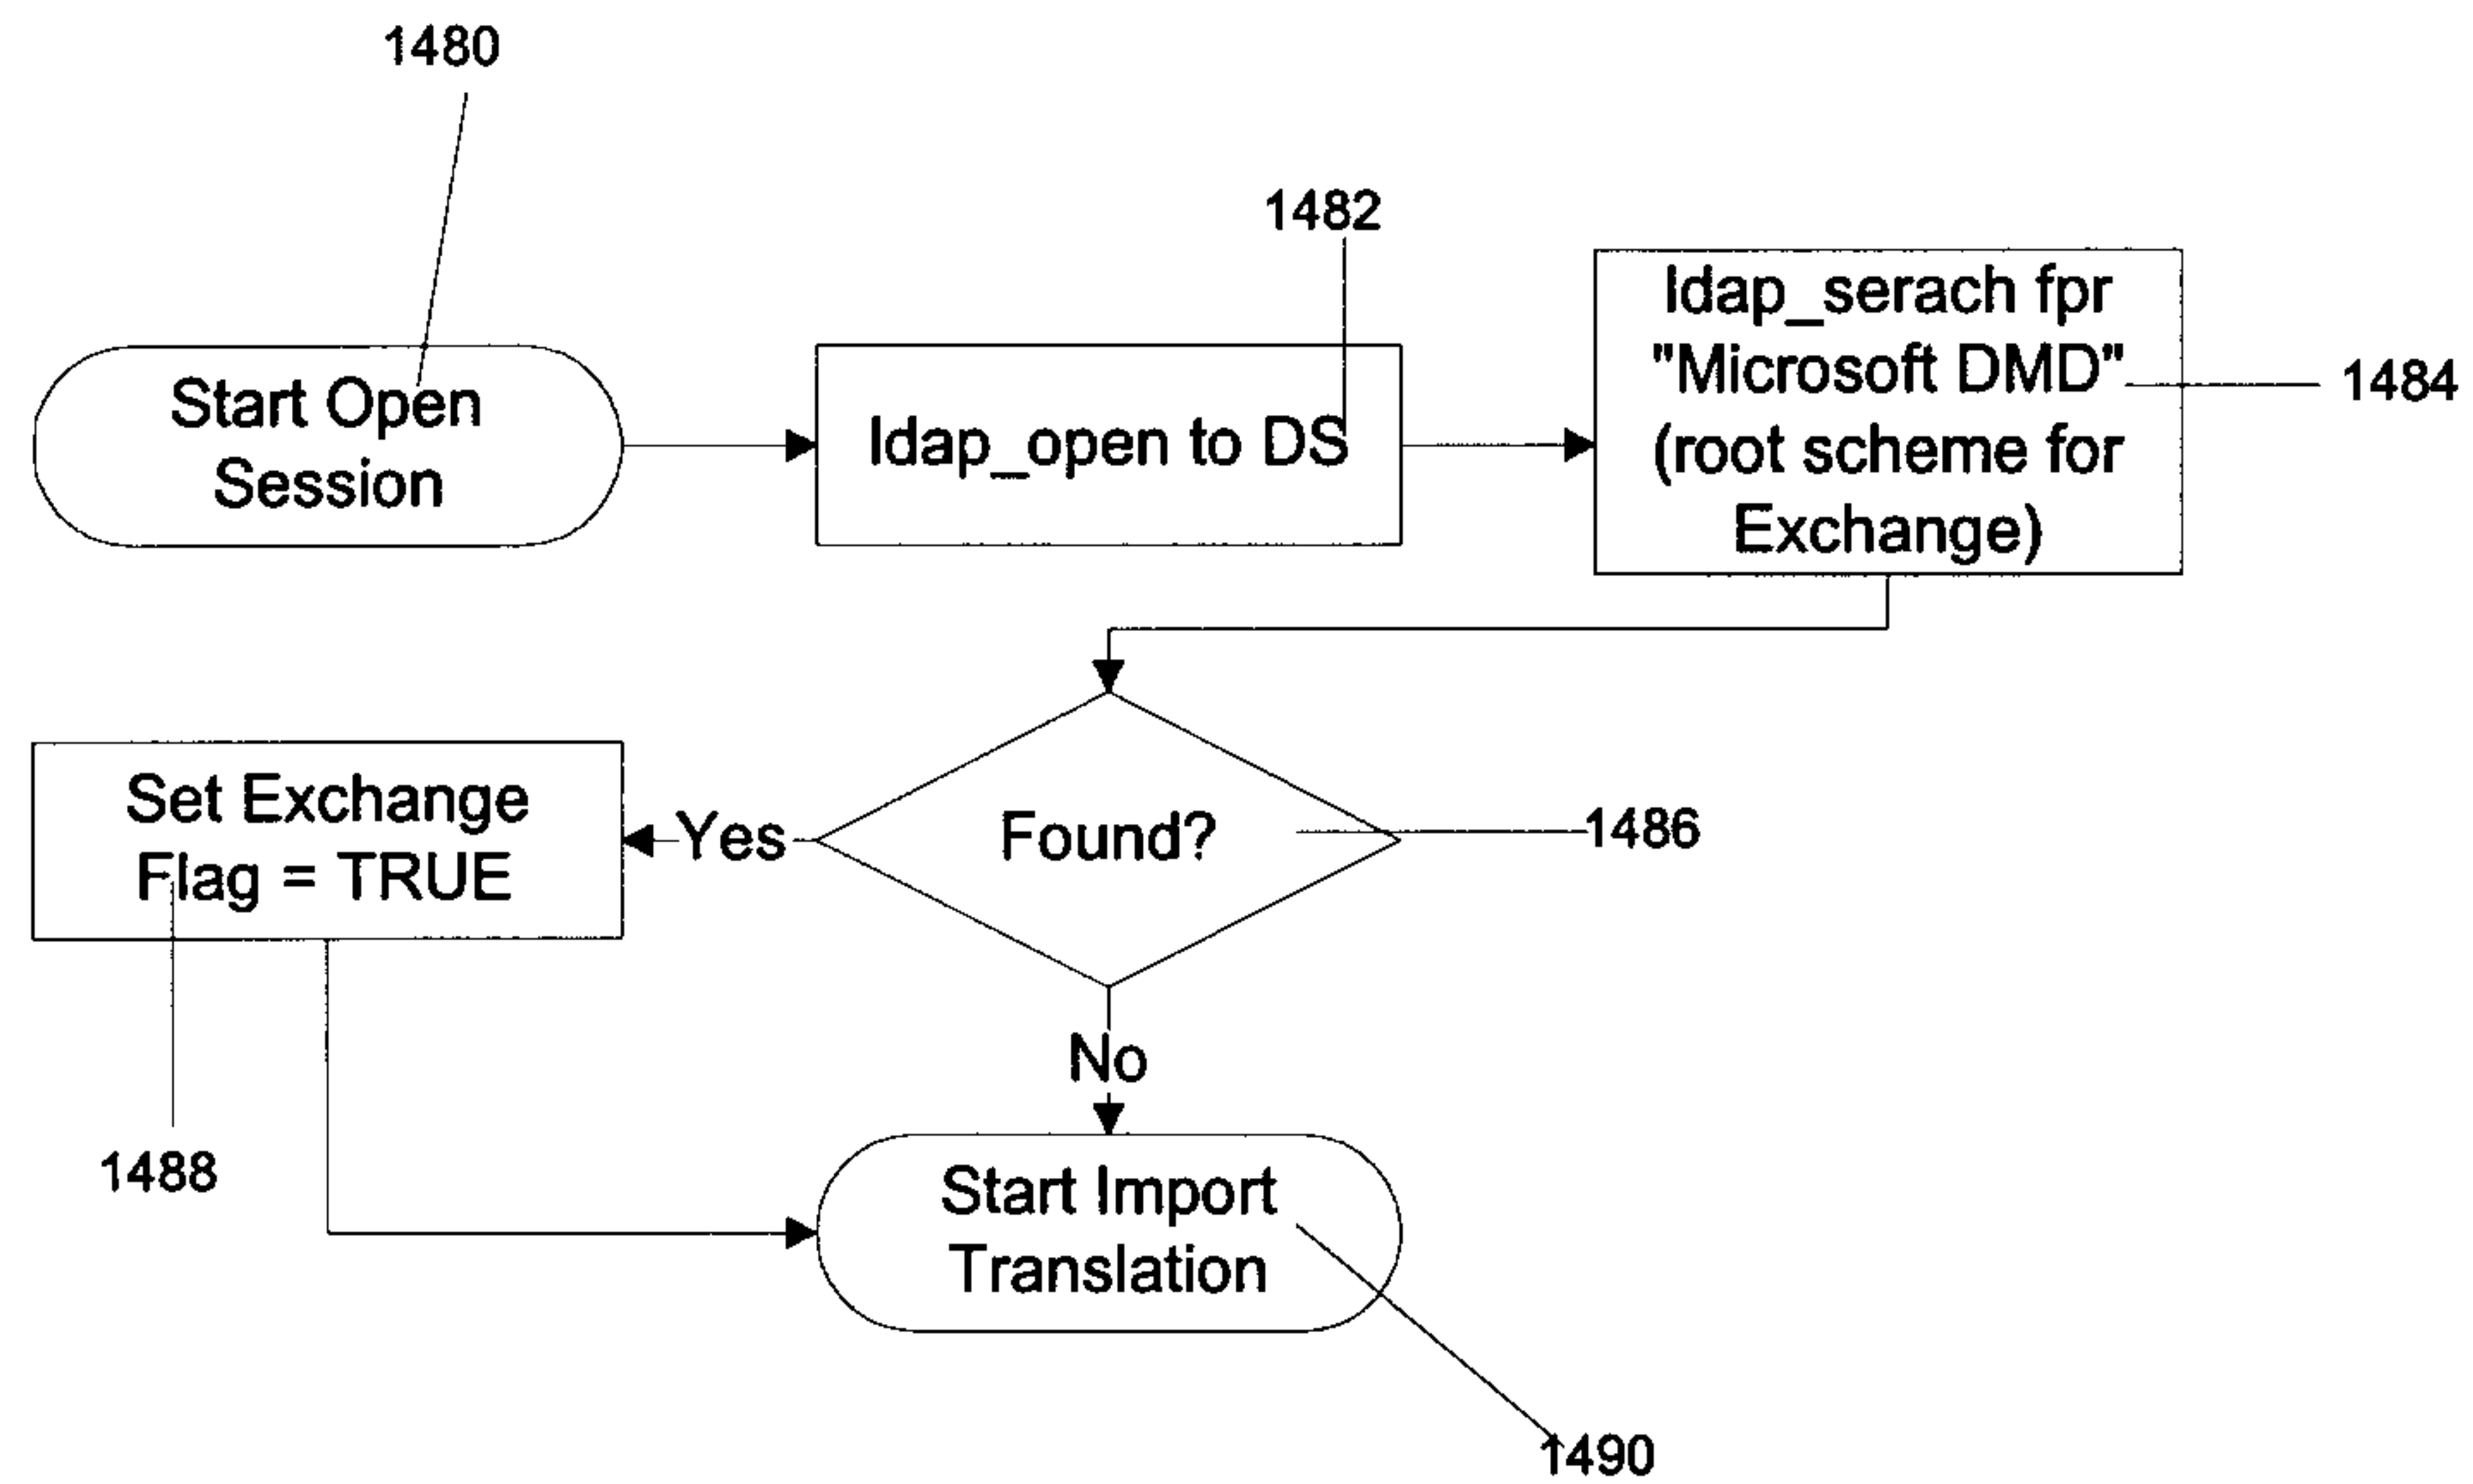 1480
1482
ldap_serach fpr
"Microsoft DMD"
(root scheme for
Exchange)
1484
Start Open
Session
ldap_open to DS
Set Exchange
Flag = TRUE
Yes
Found?
1486
No
1488
Start Import
Translation
1490